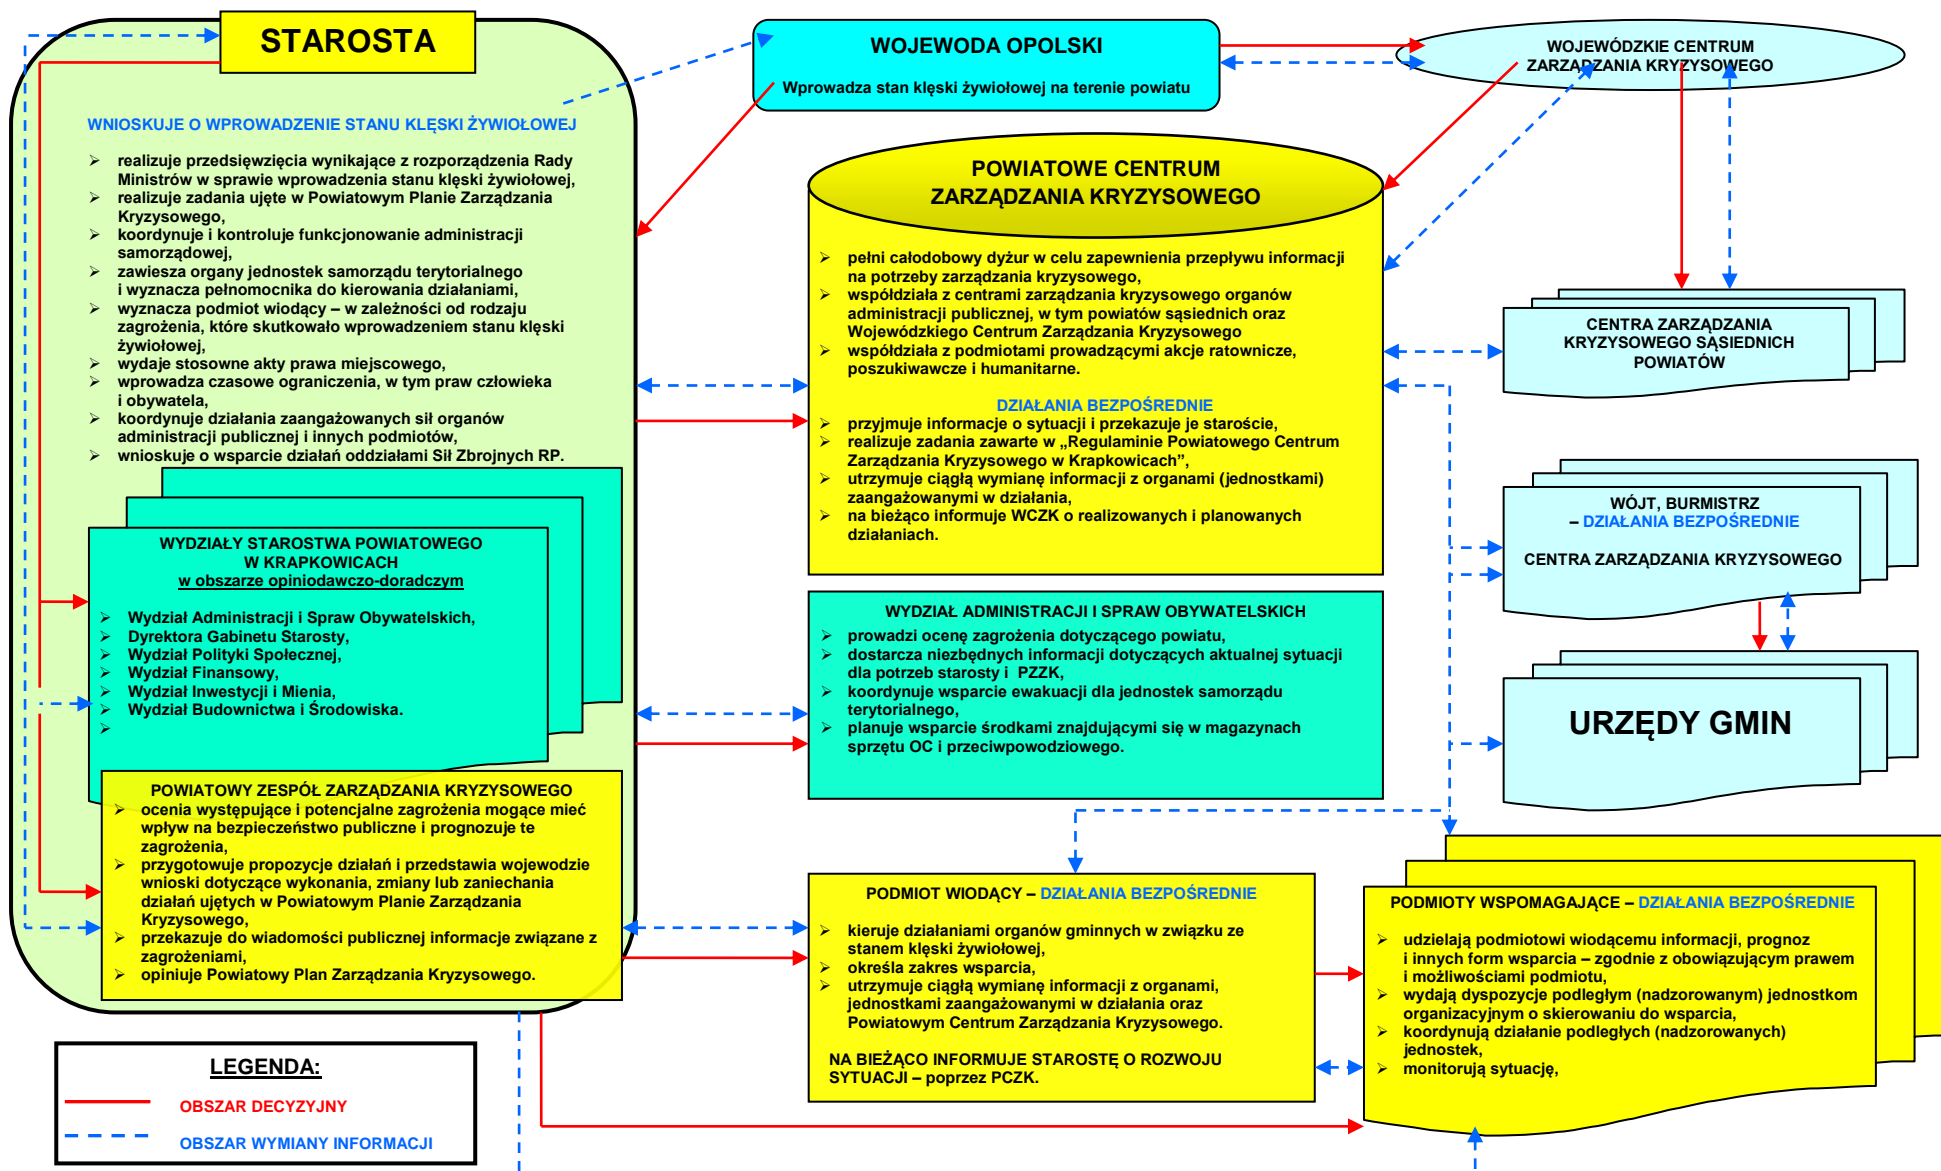 STAROSTA
WNIOSKUJE O WPROWADZENIE STANU KLĘSKI ŻYWIOŁOWEJ
➢ realizuje przedsięwzięcia wynikające z rozporządzenia Rady
Ministrów w sprawie wprowadzenia stanu klęski żywiołowej,
➢ realizuje zadania ujęte w Powiatowym Planie Zarządzania
Kryzysowego,
➢ koordynuje i kontroluje funkcjonowanie administracji
samorządowej,
➢ zawiesza organy jednostek samorządu terytorialnego
i wyznacza pełnomocnika do kierowania działaniami,
➢ wyznacza podmiot wiodący – w zależności od rodzaju
zagrożenia, które skutkowało wprowadzeniem stanu klęski
żywiołowej,
➢ wydaje stosowne akty prawa miejscowego,
➢ wprowadza czasowe ograniczenia, w tym praw człowieka
i obywatela,
➢ koordynuje działania zaangażowanych sił organów
administracji publicznej i innych podmiotów,
➢ wnioskuje o wsparcie działań oddziałami Sił Zbrojnych RP.
WYDZIAŁY STAROSTWA POWIATOWEGO
W KRAPKOWICACH
w obszarze opiniodawczo-doradczym
➢ Wydział Administracji i Spraw Obywatelskich,
➢ Dyrektora Gabinetu Starosty,
➢ Wydział Polityki Społecznej,
➢ Wydział Finansowy,
➢ Wydział Inwestycji i Mienia,
➢ Wydział Budownictwa i Środowiska.
➢
POWIATOWY ZESPÓŁ ZARZĄDZANIA KRYZYSOWEGO
➢ ocenia występujące i potencjalne zagrożenia mogące mieć
wpływ na bezpieczeństwo publiczne i prognozuje te
zagrożenia,
➢ przygotowuje propozycje działań i przedstawia wojewodzie
wnioski dotyczące wykonania, zmiany lub zaniechania
działań ujętych w Powiatowym Planie Zarządzania
Kryzysowego,
➢ przekazuje do wiadomości publicznej informacje związane z
zagrożeniami,
➢ opiniuje Powiatowy Plan Zarządzania Kryzysowego.
LEGENDA:
OBSZAR DECYZYJNY
OBSZAR WYMIANY INFORMACJI
WOJEWODA OPOLSKI
Wprowadza stan klęski żywiołowej na terenie powiatu
WOJEWÓDZKIE CENTRUM
ZARZĄDZANIA KRYZYSOWEGO
POWIATOWE CENTRUM
ZARZĄDZANIA KRYZYSOWEGO
➢ pełni całodobowy dyżur w celu zapewnienia przepływu informacji
na potrzeby zarządzania kryzysowego,
➢ współdziała z centrami zarządzania kryzysowego organów
administracji publicznej, w tym powiatów sąsiednich oraz
Wojewódzkiego Centrum Zarządzania Kryzysowego
➢ współdziała z podmiotami prowadzącymi akcje ratownicze,
poszukiwawcze i humanitarne.
DZIAŁANIA BEZPOŚREDNIE
➢ przyjmuje informacje o sytuacji i przekazuje je staroście,
➢ realizuje zadania zawarte w „Regulaminie Powiatowego Centrum
Zarządzania Kryzysowego w Krapkowicach”,
➢ utrzymuje ciągłą wymianę informacji z organami (jednostkami)
zaangażowanymi w działania,
➢ na bieżąco informuje WCZK o realizowanych i planowanych
działaniach.
WYDZIAŁ ADMINISTRACJI I SPRAW OBYWATELSKICH
➢ prowadzi ocenę zagrożenia dotyczącego powiatu,
➢ dostarcza niezbędnych informacji dotyczących aktualnej sytuacji
dla potrzeb starosty i PZZK,
➢ koordynuje wsparcie ewakuacji dla jednostek samorządu
terytorialnego,
➢ planuje wsparcie środkami znajdującymi się w magazynach
sprzętu OC i przeciwpowodziowego.
PODMIOT WIODĄCY – DZIAŁANIA BEZPOŚREDNIE
➢ kieruje działaniami organów gminnych w związku ze
stanem klęski żywiołowej,
➢ określa zakres wsparcia,
➢ utrzymuje ciągłą wymianę informacji z organami,
jednostkami zaangażowanymi w działania oraz
Powiatowym Centrum Zarządzania Kryzysowego.
NA BIEŻĄCO INFORMUJE STAROSTĘ O ROZWOJU
SYTUACJI – poprzez PCZK.
CENTRA ZARZĄDZANIA
KRYZYSOWEGO SĄSIEDNICH
POWIATÓW
WÓJT, BURMISTRZ
– DZIAŁANIA BEZPOŚREDNIE
CENTRA ZARZĄDZANIA KRYZYSOWEGO
URZĘDY GMIN
PODMIOTY WSPOMAGAJĄCE – DZIAŁANIA BEZPOŚREDNIE
➢ udzielają podmiotowi wiodącemu informacji, prognoz
i innych form wsparcia – zgodnie z obowiązującym prawem
i możliwościami podmiotu,
➢ wydają dyspozycje podległym (nadzorowanym) jednostkom
organizacyjnym o skierowaniu do wsparcia,
➢ koordynują działanie podległych (nadzorowanych)
jednostek,
➢ monitorują sytuację,